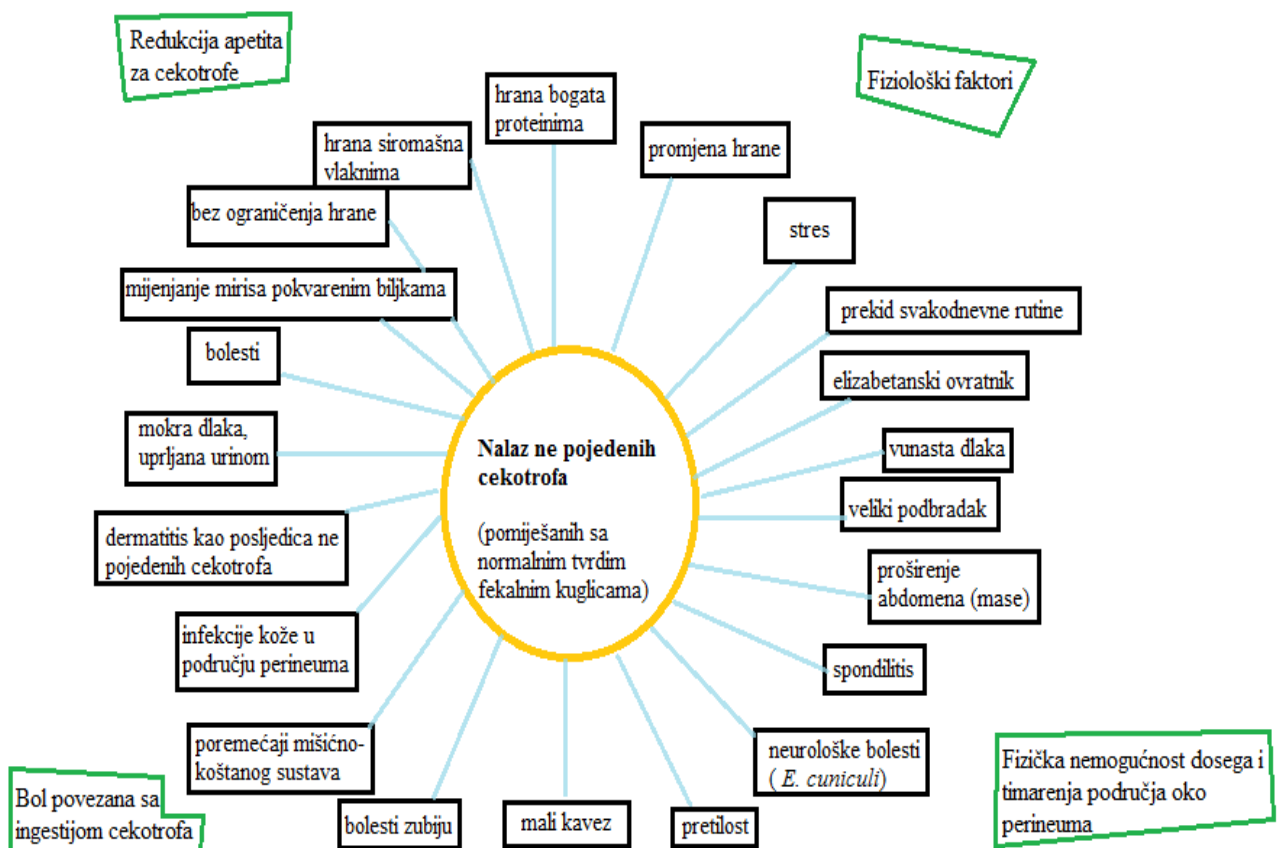 Redukcija apetita
za cekotrofe
Fiziološki faktori
hrana bogata
proteinima
promjena hrane
hrana siromašna
vlaknima
bez ograničenja hrane
stres
mijenjanje mirisa pokvarenim biljkama
prekid svakodnevne rutine
bolesti
elizabetanski ovratnik
mokra dlaka,
uprljana urinom
vunasta dlaka
Nalaz ne pojedenih
cekotrofa
(pomiješanih sa
normalnim tvrdim
fekalnim kuglicama)
veliki podbradak
dermatitis kao posljedica ne
pojedenih cekotrofa
proširenje
abdomena (mase)
infekcije kože u
području perineuma
spondilitis
poremećaji mišićno-
koštanog sustava
neurološke bolesti
( E. cuniculi)
Fizička nemogućnost dosega i
timarenja područja oko
perineuma
Bol povezana sa
ingestijom cekotrofa
bolesti zubiju
mali kavez
pretilost